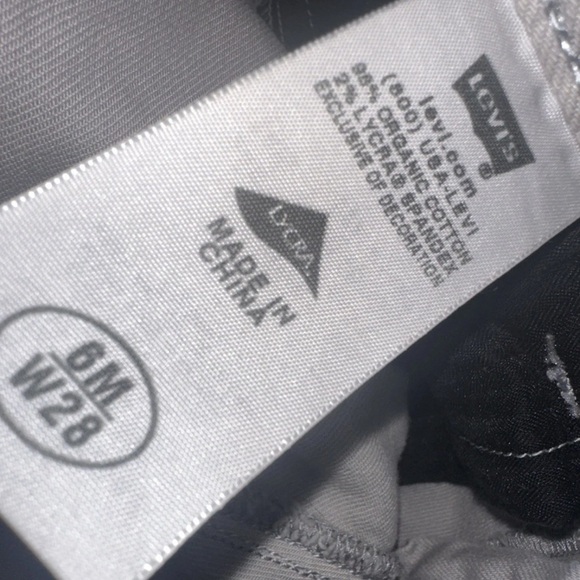 LEVI'S®
levi.com
(800) USA-LEVI
98% ORGANIC COTTON
2% LYCRA® SPANDEX
EXCLUSIVE OF DECORATION
LYCRA
MADE IN
CHINA
6M
W28